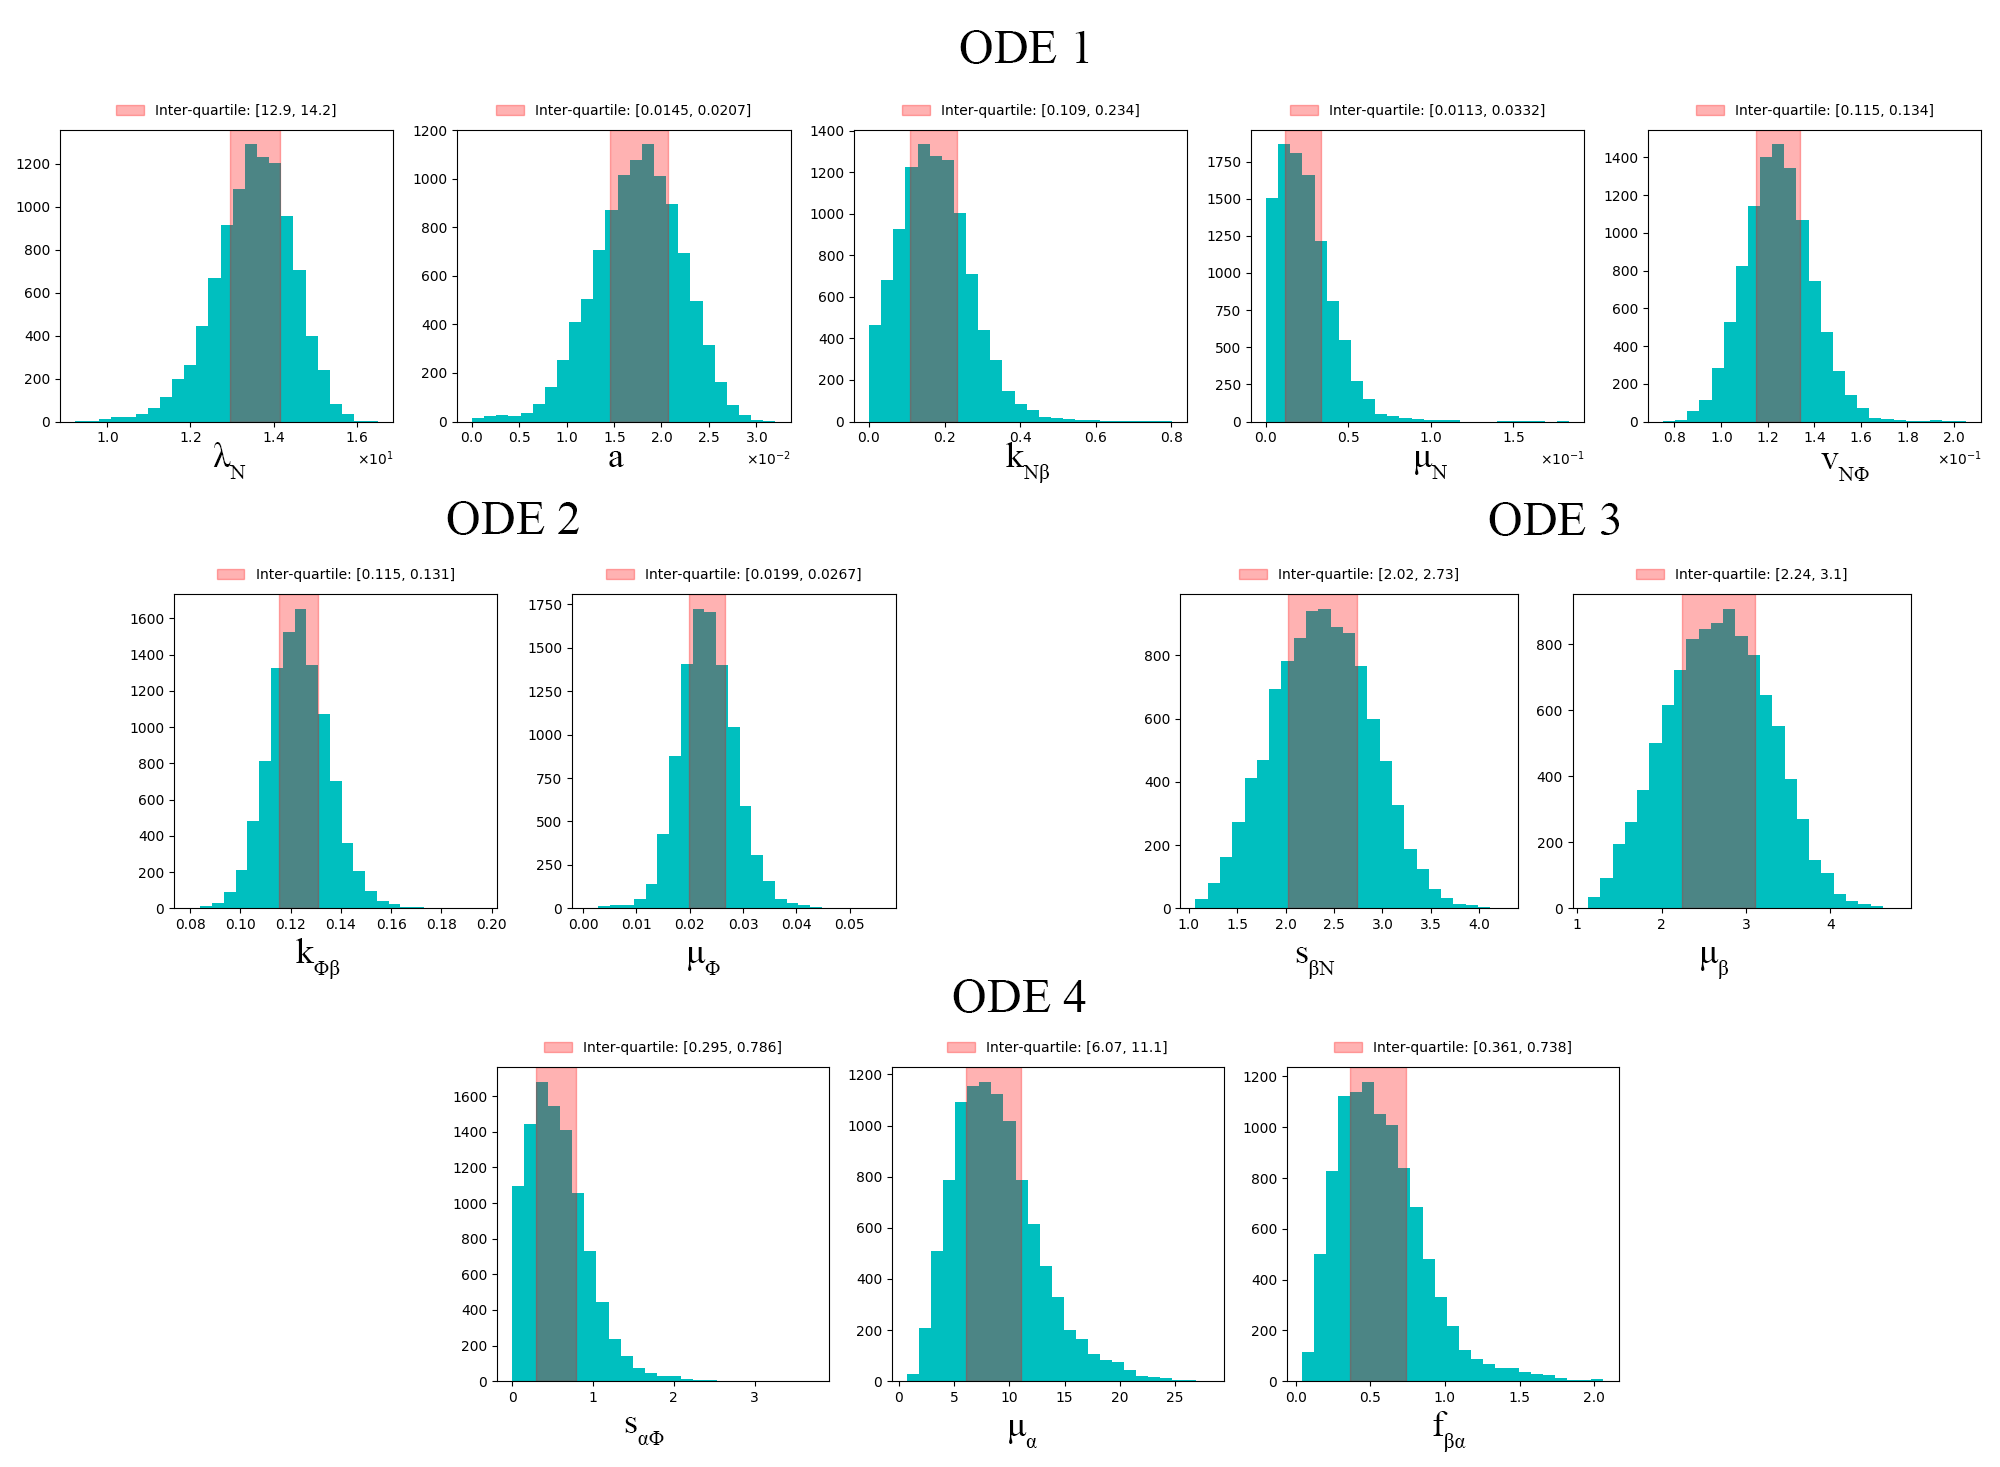 ODE 1
Inter-quartile: [12.9, 14.2]
Inter-quartile: [0.0145, 0.0207]
Inter-quartile: [0.109, 0.234]
Inter-quartile: [0.0113, 0.0332]
Inter-quartile: [0.115, 0.134]
1200
1000
800
600
400
200
0
1.0 1.2 1.4 1.6
×10¹
λN
1200
1000
800
600
400
200
0
0.0 0.5 1.0 1.5 2.0 2.5 3.0
×10⁻²
a
1400
1200
1000
800
600
400
200
0
0.0 0.2 0.4 0.6 0.8
kNβ
1750
1500
1250
1000
750
500
250
0
0.0 0.5 1.0 1.5
×10⁻¹
μN
1400
1200
1000
800
600
400
200
0
0.8 1.0 1.2 1.4 1.6 1.8 2.0
×10⁻¹
vNΦ
ODE 2
Inter-quartile: [0.115, 0.131]
Inter-quartile: [0.0199, 0.0267]
1600
1400
1200
1000
800
600
400
200
0
0.08 0.10 0.12 0.14 0.16 0.18 0.20
kΦβ
1750
1500
1250
1000
750
500
250
0
0.00 0.01 0.02 0.03 0.04 0.05
μΦ
ODE 3
Inter-quartile: [2.02, 2.73]
Inter-quartile: [2.24, 3.1]
800
600
400
200
0
1.0 1.5 2.0 2.5 3.0 3.5 4.0
sβN
800
600
400
200
0
1 2 3 4
μβ
ODE 4
Inter-quartile: [0.295, 0.786]
Inter-quartile: [6.07, 11.1]
Inter-quartile: [0.361, 0.738]
1600
1400
1200
1000
800
600
400
200
0
0 1 2 3
sαΦ
1200
1000
800
600
400
200
0
0 5 10 15 20 25
μα
1200
1000
800
600
400
200
0
0.0 0.5 1.0 1.5 2.0
fβα